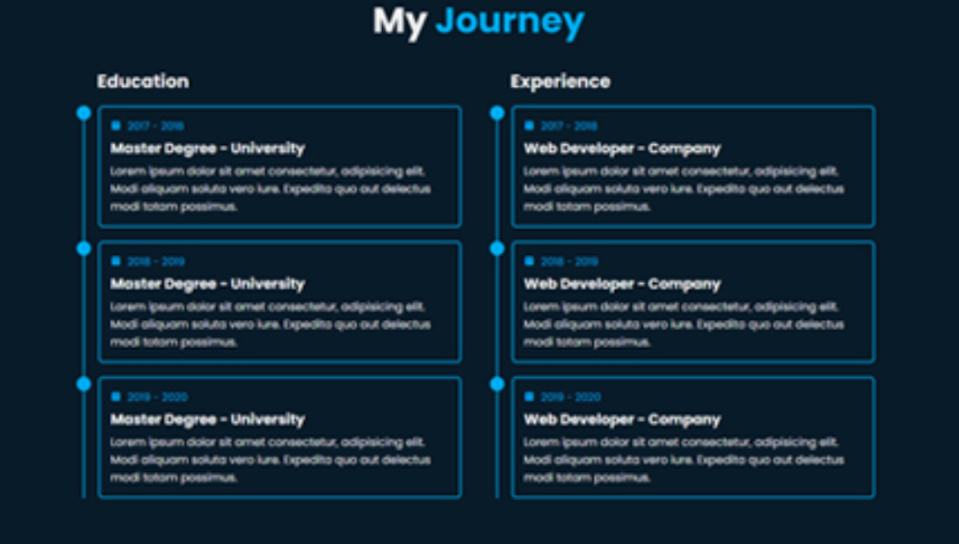 My Journey
Education
2017 - 2018
Master Degree - University
Lorem ipsum dolor sit amet consectetur, adipisicing elit.
Modi aliquam soluta vero iure. Expedita quo aut delectus
modi totam possimus.
2018 - 2019
Master Degree - University
Lorem ipsum dolor sit amet consectetur, adipisicing elit.
Modi aliquam soluta vero iure. Expedita quo aut delectus
modi totam possimus.
2019 - 2020
Master Degree - University
Lorem ipsum dolor sit amet consectetur, adipisicing elit.
Modi aliquam soluta vero iure. Expedita quo aut delectus
modi totam possimus.
Experience
2017 - 2018
Web Developer - Company
Lorem ipsum dolor sit amet consectetur, adipisicing elit.
Modi aliquam soluta vero iure. Expedita quo aut delectus
modi totam possimus.
2018 - 2019
Web Developer - Company
Lorem ipsum dolor sit amet consectetur, adipisicing elit.
Modi aliquam soluta vero iure. Expedita quo aut delectus
modi totam possimus.
2019 - 2020
Web Developer - Company
Lorem ipsum dolor sit amet consectetur, adipisicing elit.
Modi aliquam soluta vero iure. Expedita quo aut delectus
modi totam possimus.